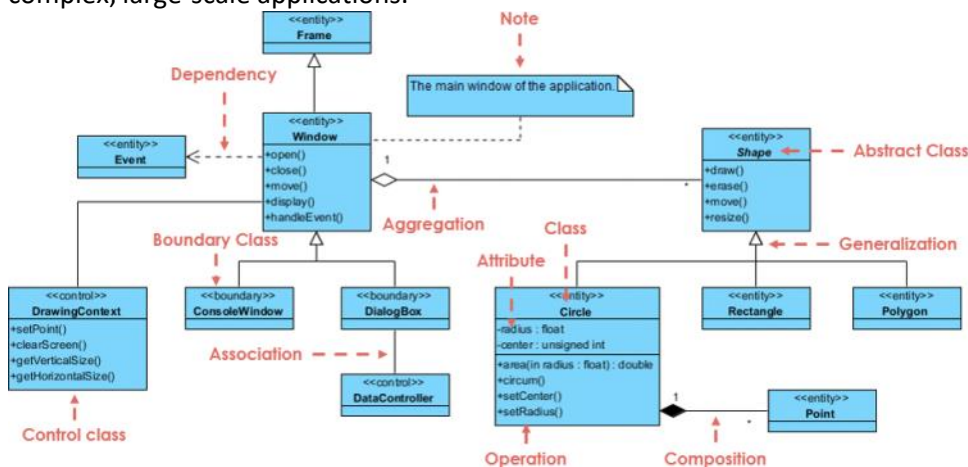 complex, large-scale applications.
Note
<<entity>>
Frame
Dependency
The main window of the application.
<<entity>>
Window
+open()
+close()
+move()
+display()
+handleEvent()
<<entity>>
Event
1
*
Aggregation
<<entity>>
Shape
+draw()
+erase()
+move()
+resize()
Abstract Class
Class
Boundary Class
Attribute
Generalization
<<control>>
DrawingContext
+setPoint()
+clearScreen()
+getVerticalSize()
+getHorizontalSize()
<<boundary>>
ConsoleWindow
<<boundary>>
DialogBox
<<entity>>
Circle
-radius : float
-center : unsigned int
+area(in radius : float) : double
+circum()
+setCenter()
+setRadius()
<<entity>>
Rectangle
<<entity>>
Polygon
Association
<<control>>
DataController
1
*
<<entity>>
Point
Control class
Operation
Composition